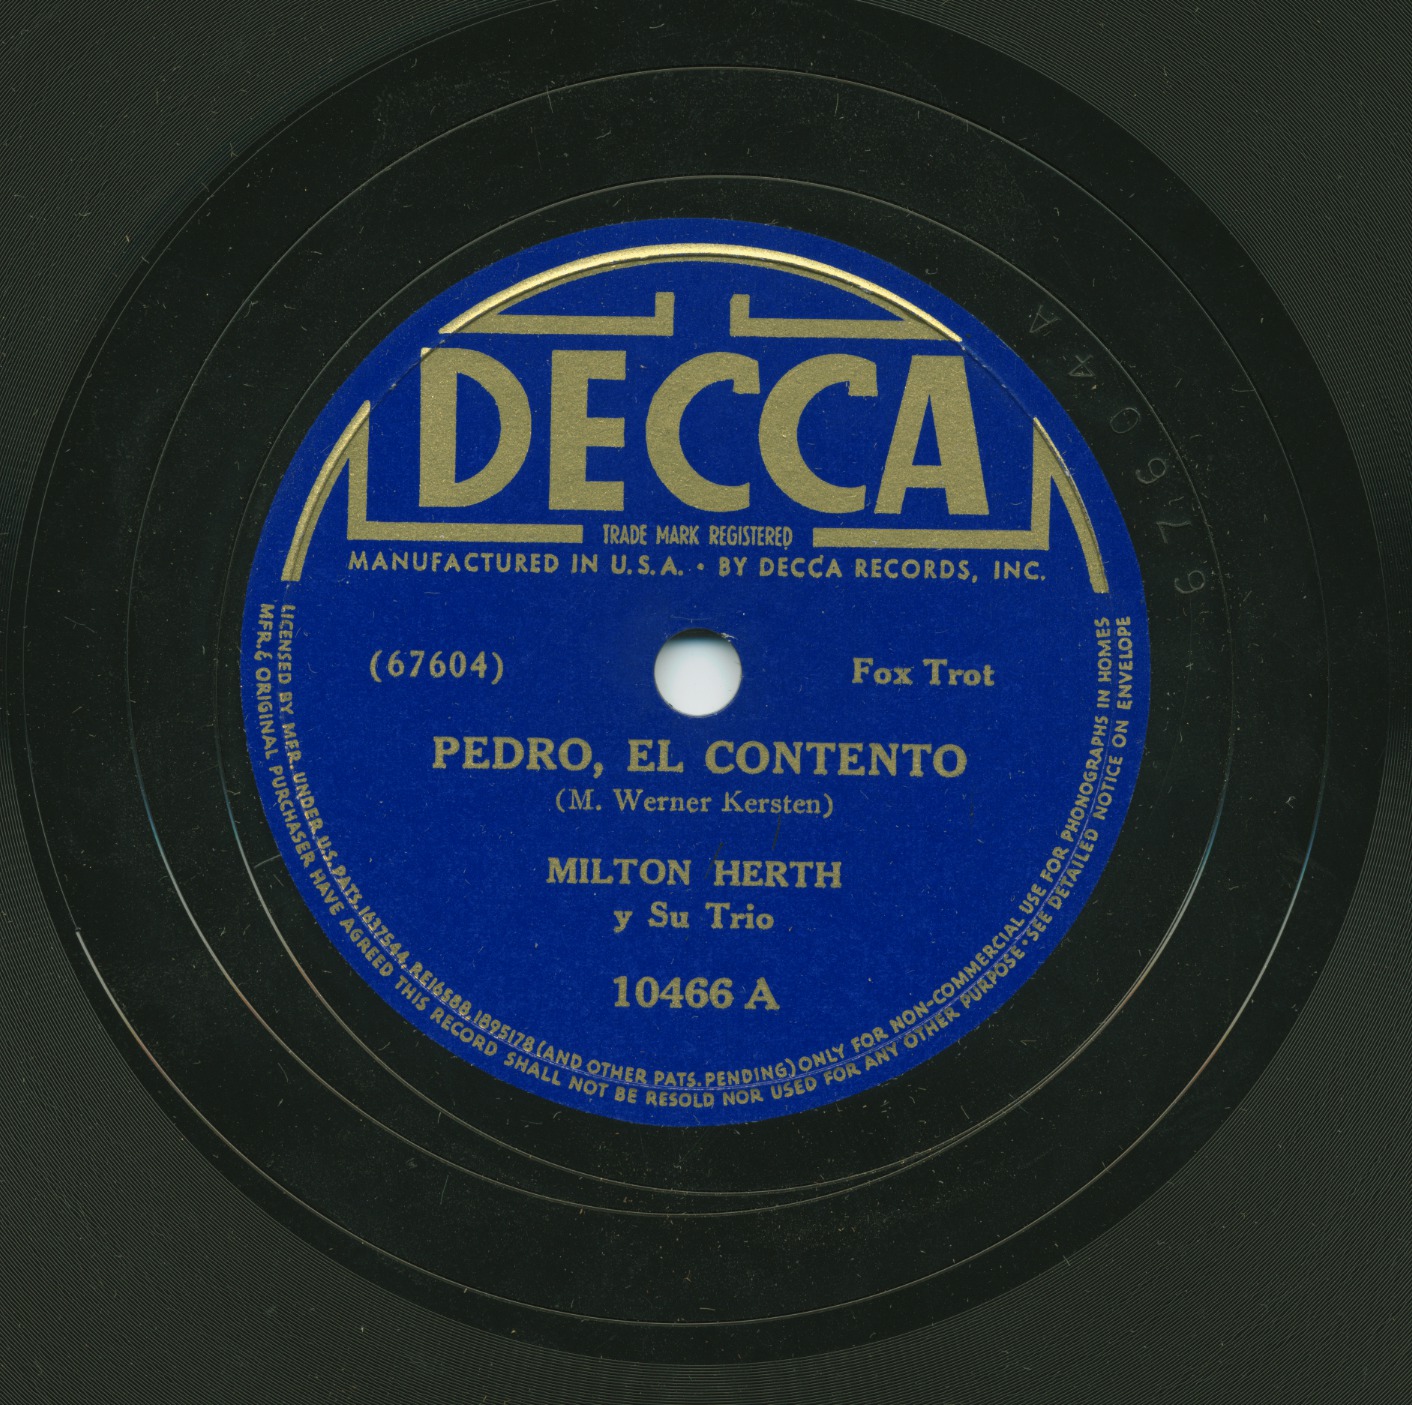 DECCA
TRADE MARK REGISTERED
MANUFACTURED IN U.S.A. · BY DECCA RECORDS, INC.
(67604)
Fox Trot
PEDRO, EL CONTENTO
(M. Werner Kersten)
MILTON HERTH
y Su Trio
10466 A
LICENSED BY MFR. UNDER U.S. PATS. 1637544, RE16588, 1895178 (AND OTHER PATS. PENDING) ONLY FOR NON-COMMERCIAL USE FOR PHONOGRAPHS IN HOMES
MFR. & ORIGINAL PURCHASER HAVE AGREED THIS RECORD SHALL NOT BE RESOLD NOR USED FOR ANY OTHER PURPOSE · SEE DETAILED NOTICE ON ENVELOPE
67604A